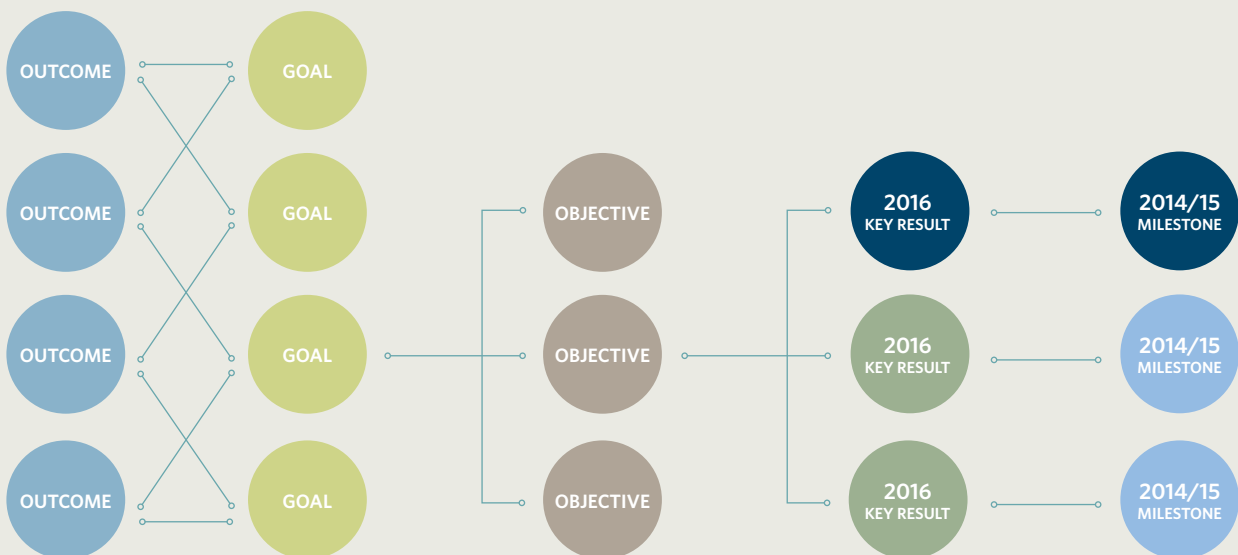 OUTCOME
GOAL
OUTCOME
GOAL
OBJECTIVE
2016
KEY RESULT
2014/15
MILESTONE
OUTCOME
GOAL
OBJECTIVE
2016
KEY RESULT
2014/15
MILESTONE
OUTCOME
GOAL
OBJECTIVE
2016
KEY RESULT
2014/15
MILESTONE